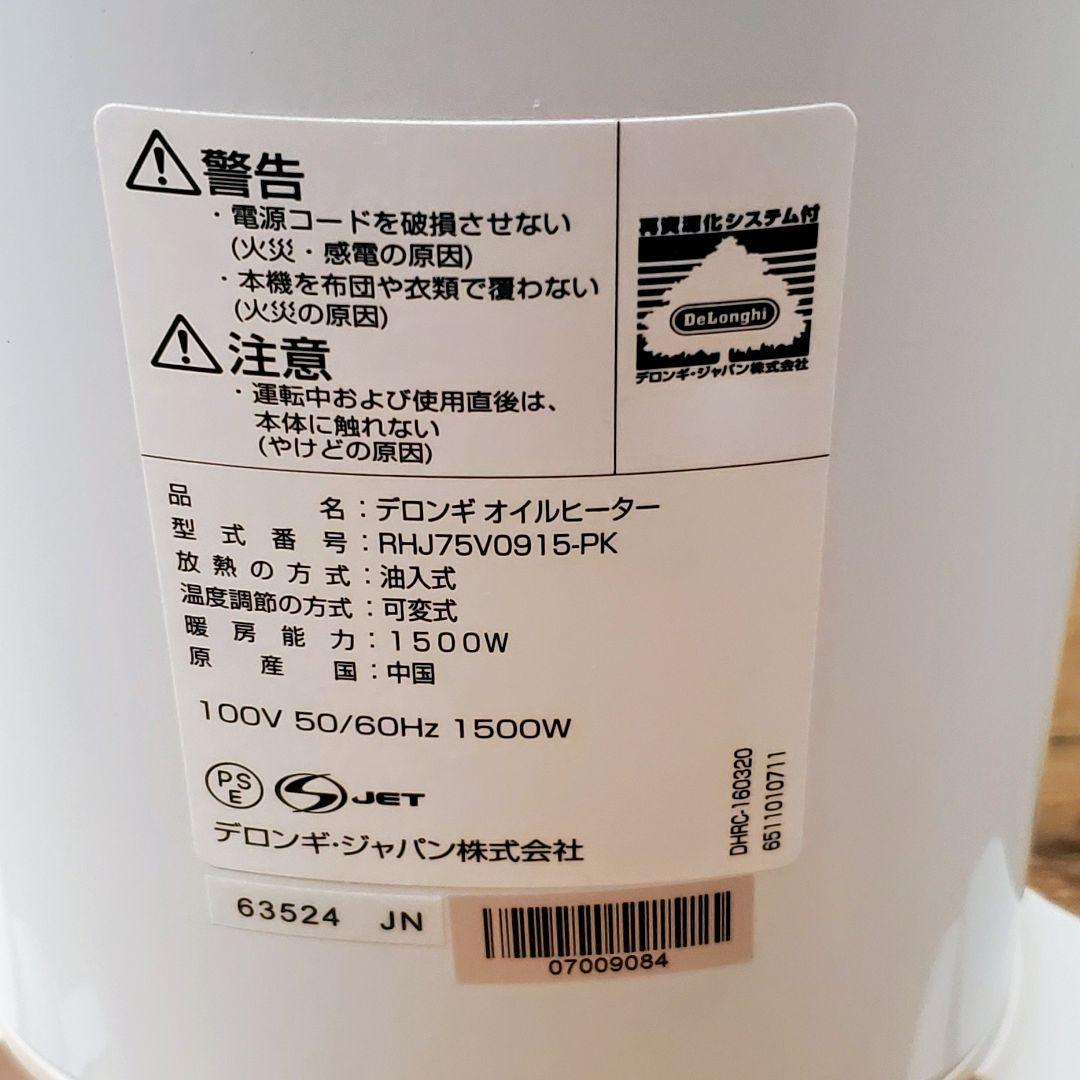 警告
・電源コードを破損させない
(火災・感電の原因)
・本機を布団や衣類で覆わない
(火災の原因)
注意
・運転中および使用直後は、
本体に触れない
(やけどの原因)
再資源化システム付
DeLonghi
デロンギ・ジャパン株式会社
品名：デロンギ オイルヒーター
型式番号：RHJ75V0915-PK
放熱の方式：油入式
温度調節の方式：可変式
暖房能力：1500W
原産国：中国
100V 50/60Hz 1500W
PSE JET
デロンギ・ジャパン株式会社
DHRC-160320
6511010711
63524 JN
07009084